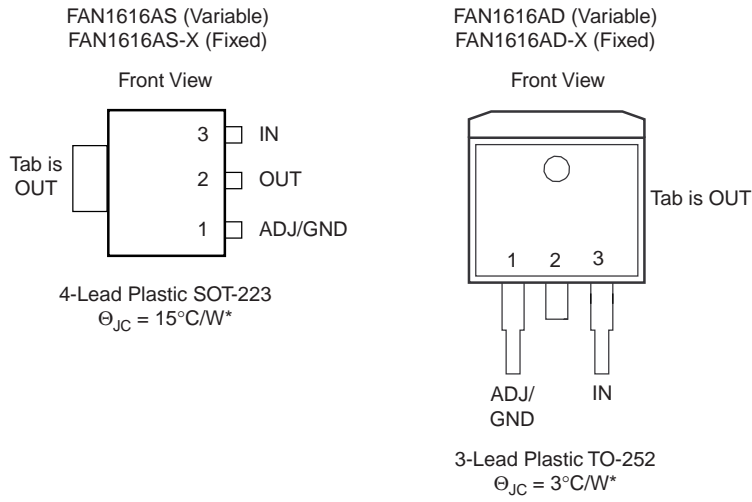 FAN1616AS (Variable)
FAN1616AS-X (Fixed)
Front View
3 IN
Tab is
OUT
2 OUT
1 ADJ/GND
4-Lead Plastic SOT-223
ΘJC = 15°C/W*
FAN1616AD (Variable)
FAN1616AD-X (Fixed)
Front View
Tab is OUT
1 2 3
ADJ/
GND
IN
3-Lead Plastic TO-252
ΘJC = 3°C/W*